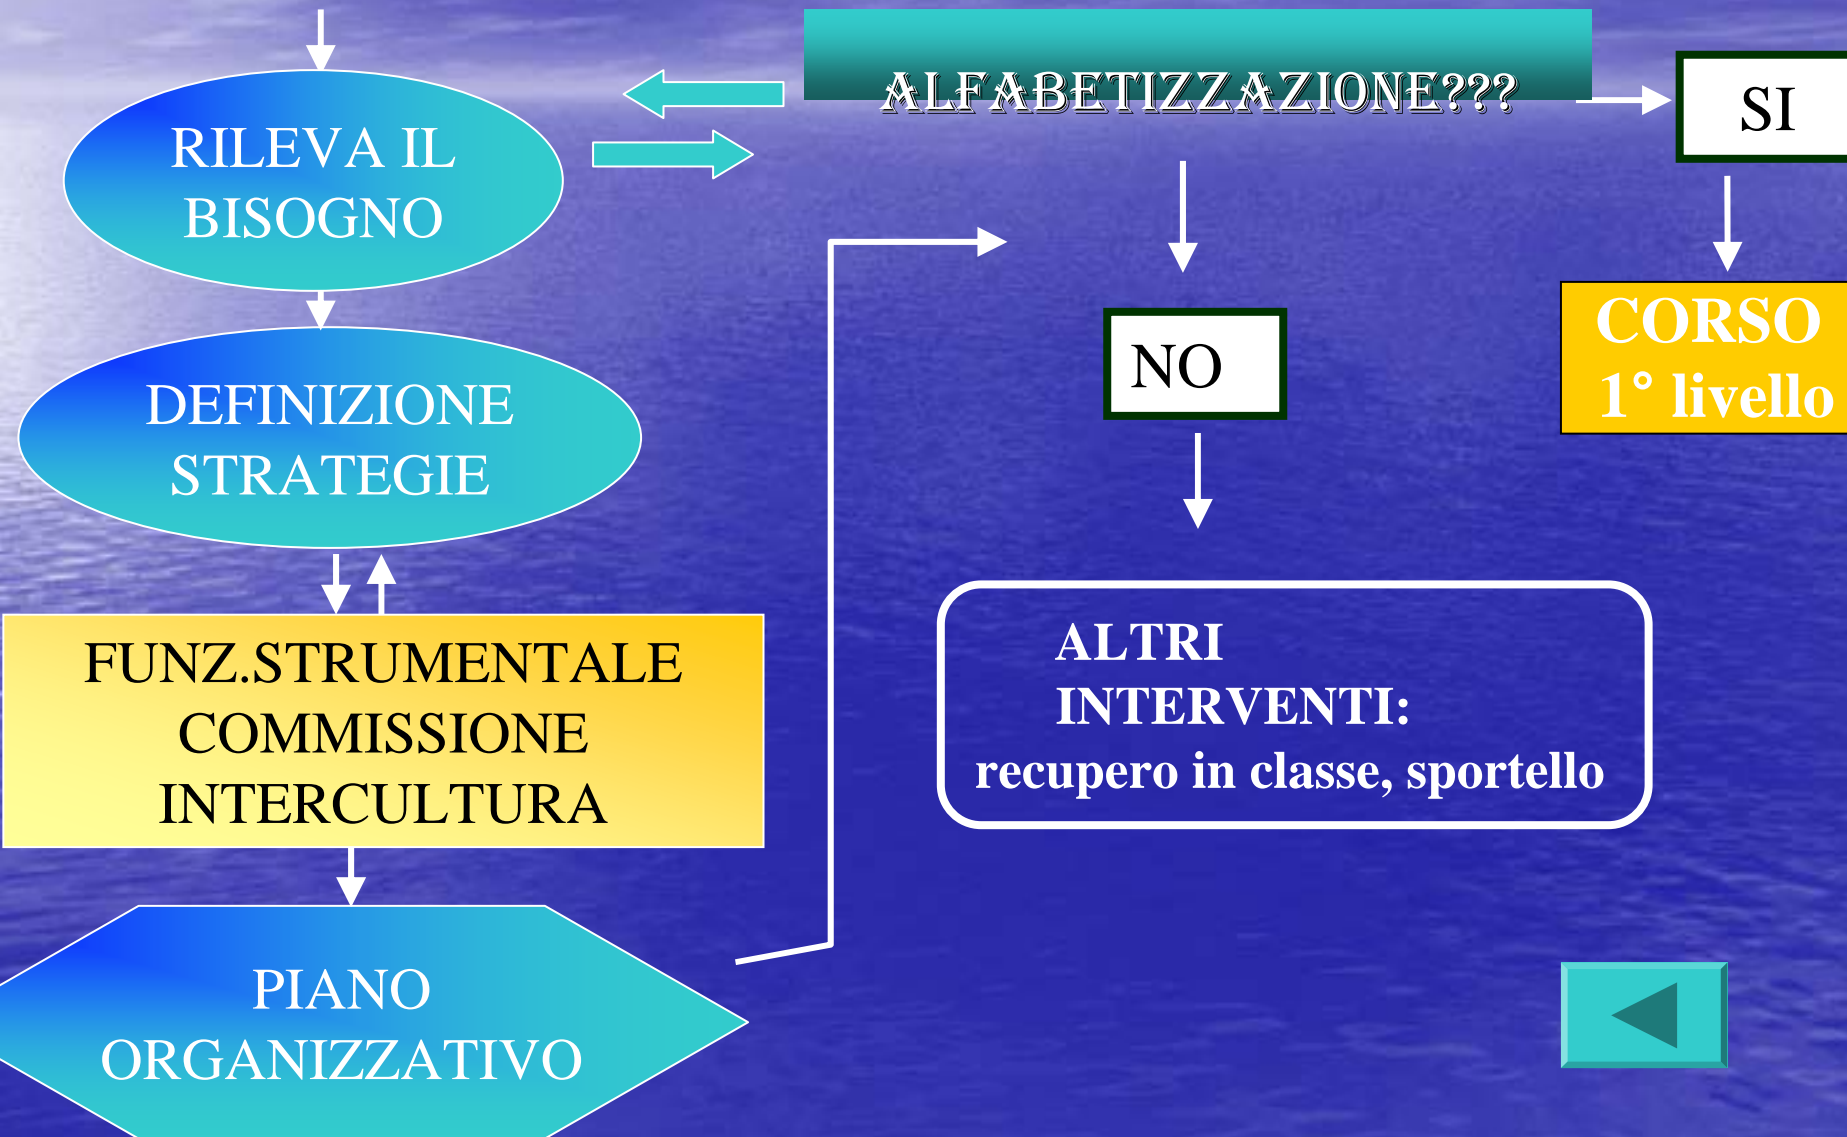 RILEVA IL
BISOGNO
DEFINIZIONE
STRATEGIE
FUNZ.STRUMENTALE
COMMISSIONE
INTERCULTURA
PIANO
ORGANIZZATIVO
ALFABETIZZAZIONE???
SI
CORSO
1° livello
NO
ALTRI
INTERVENTI:
recupero in classe, sportello